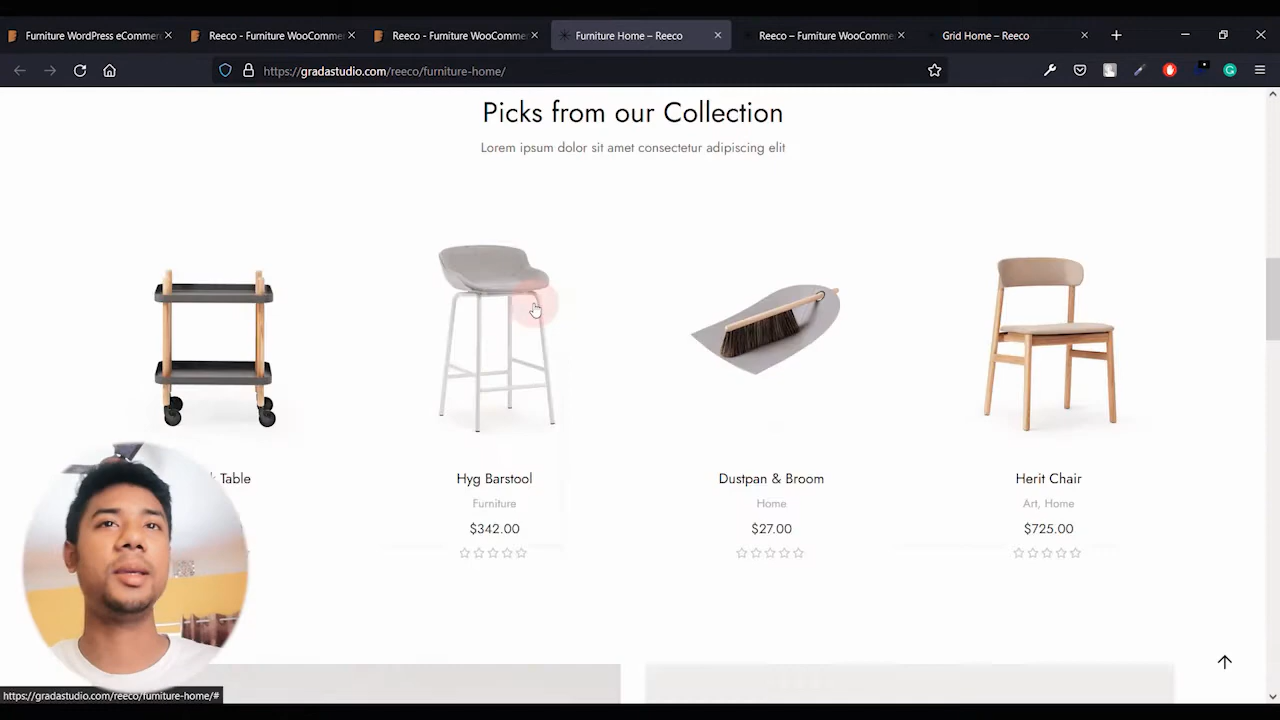 Furniture WordPress eCommer
Reeco - Furniture WooComme
Reeco - Furniture WooComme
Furniture Home – Reeco
Reeco – Furniture WooComme
Grid Home – Reeco
https://gradastudio.com/reeco/furniture-home/
Picks from our Collection
Lorem ipsum dolor sit amet consectetur adipiscing elit
Table
Hyg Barstool
Dustpan & Broom
Herit Chair
Furniture
Home
Art, Home
$342.00
$27.00
$725.00
https://gradastudio.com/reeco/furniture-home/#